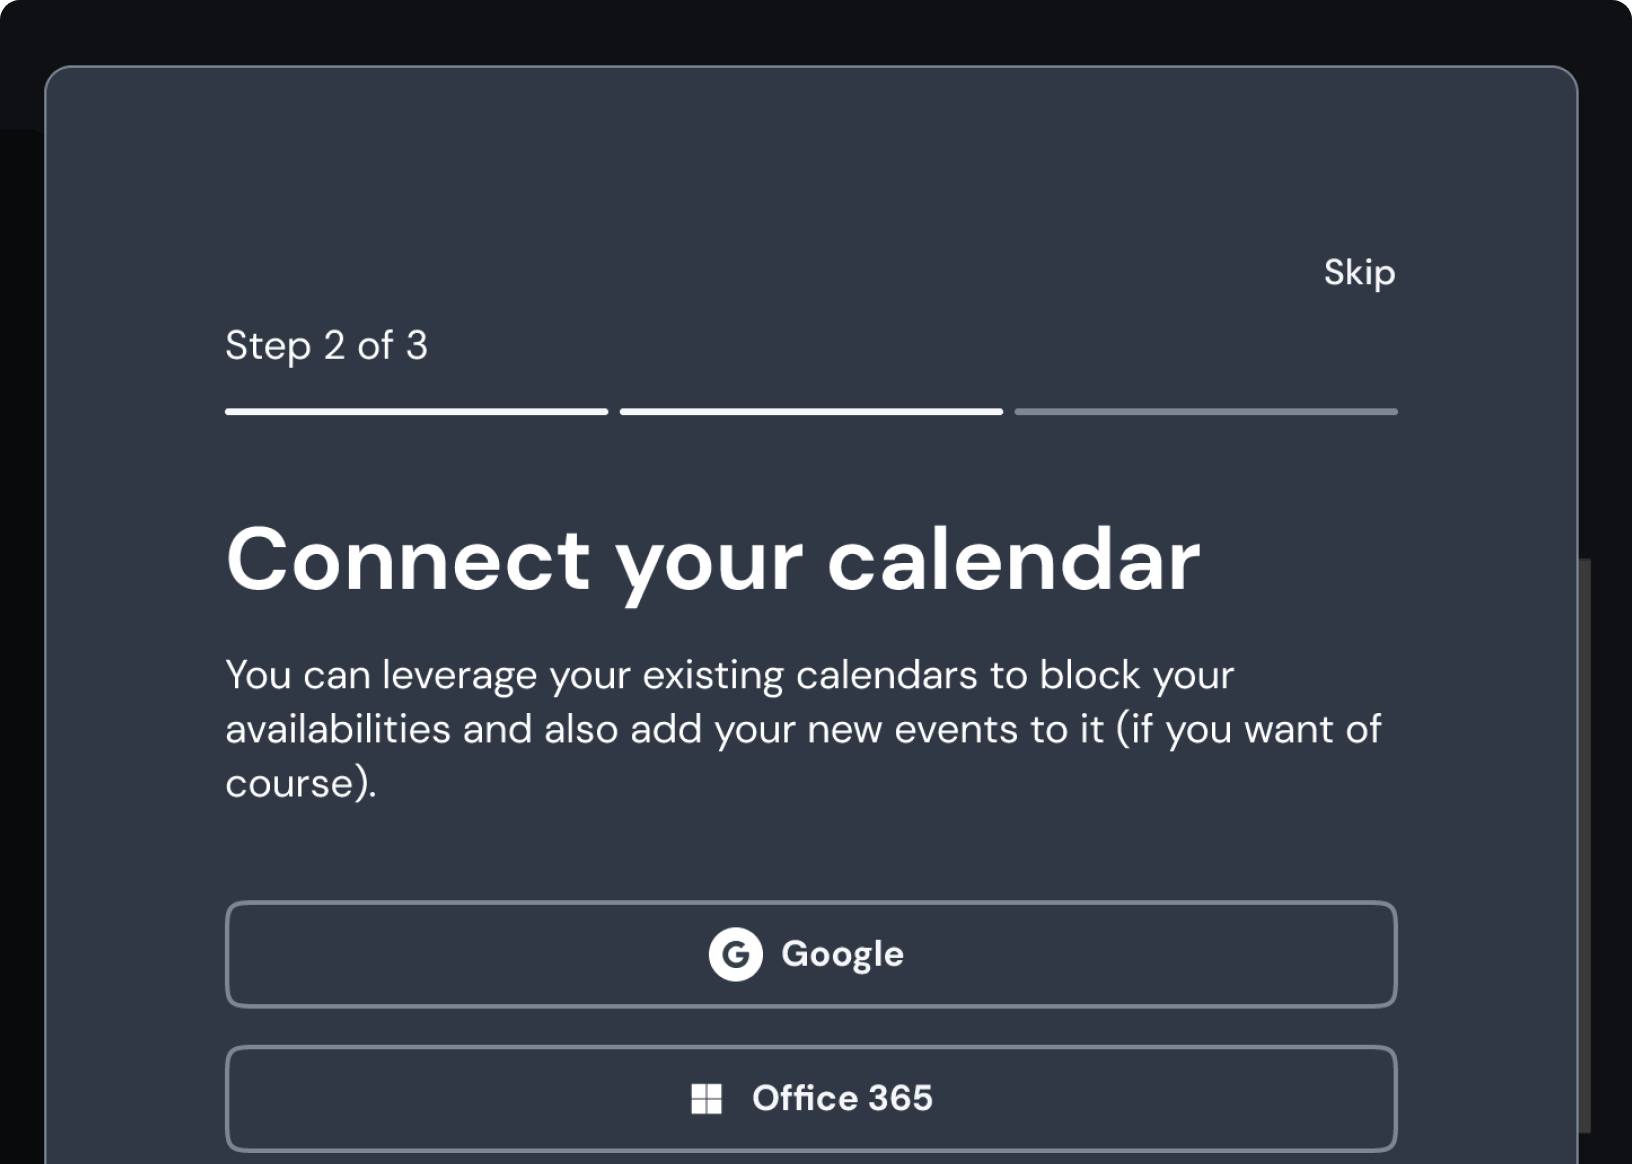 Skip
Step 2 of 3
Connect your calendar
You can leverage your existing calendars to block your
availabilities and also add your new events to it (if you want of
course).
G Google
Office 365